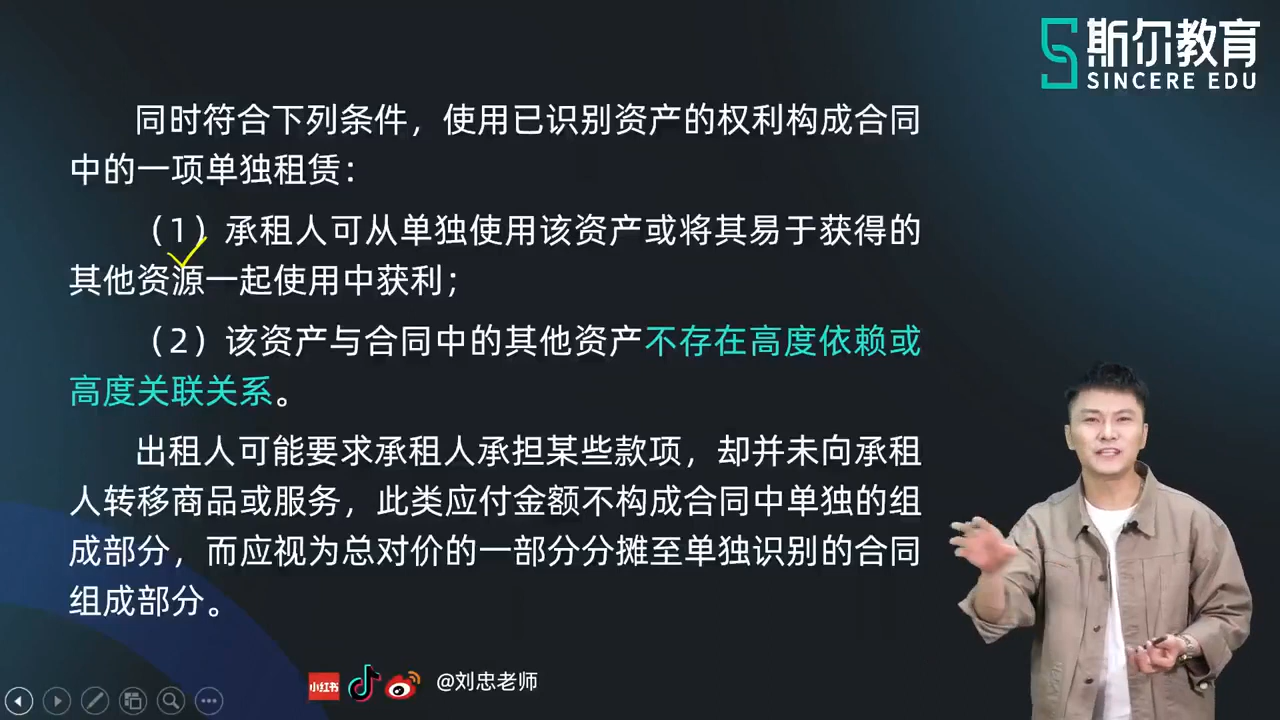 斯尔教育
SINCERE EDU
同时符合下列条件，使用已识别资产的权利构成合同
中的一项单独租赁：
（1）承租人可从单独使用该资产或将其易于获得的
其他资源一起使用中获利；
（2）该资产与合同中的其他资产不存在高度依赖或
高度关联关系。
出租人可能要求承租人承担某些款项，却并未向承租
人转移商品或服务，此类应付金额不构成合同中单独的组
成部分，而应视为总对价的一部分分摊至单独识别的合同
组成部分。
小红书
@刘忠老师